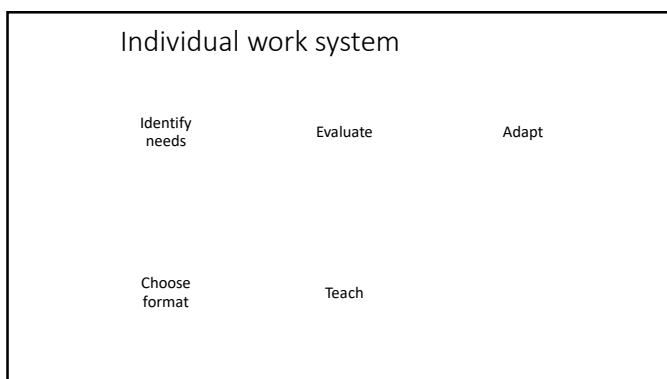 Individual work system
Identify
needs
Evaluate
Adapt
Choose
format
Teach